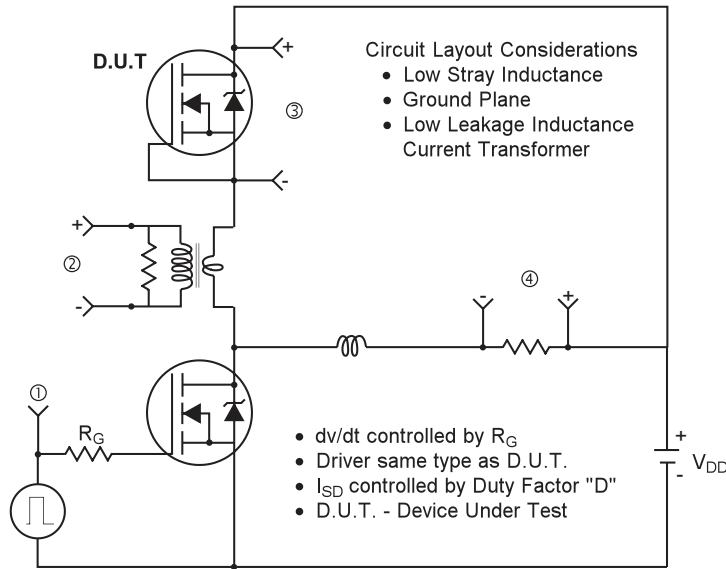 D.U.T
+
Circuit Layout Considerations
• Low Stray Inductance
• Ground Plane
• Low Leakage Inductance
Current Transformer
③
-
+
②
-
④
- +
①
R_G
• dv/dt controlled by R_G
• Driver same type as D.U.T.
• I_SD controlled by Duty Factor "D"
• D.U.T. - Device Under Test
+
V_DD
-